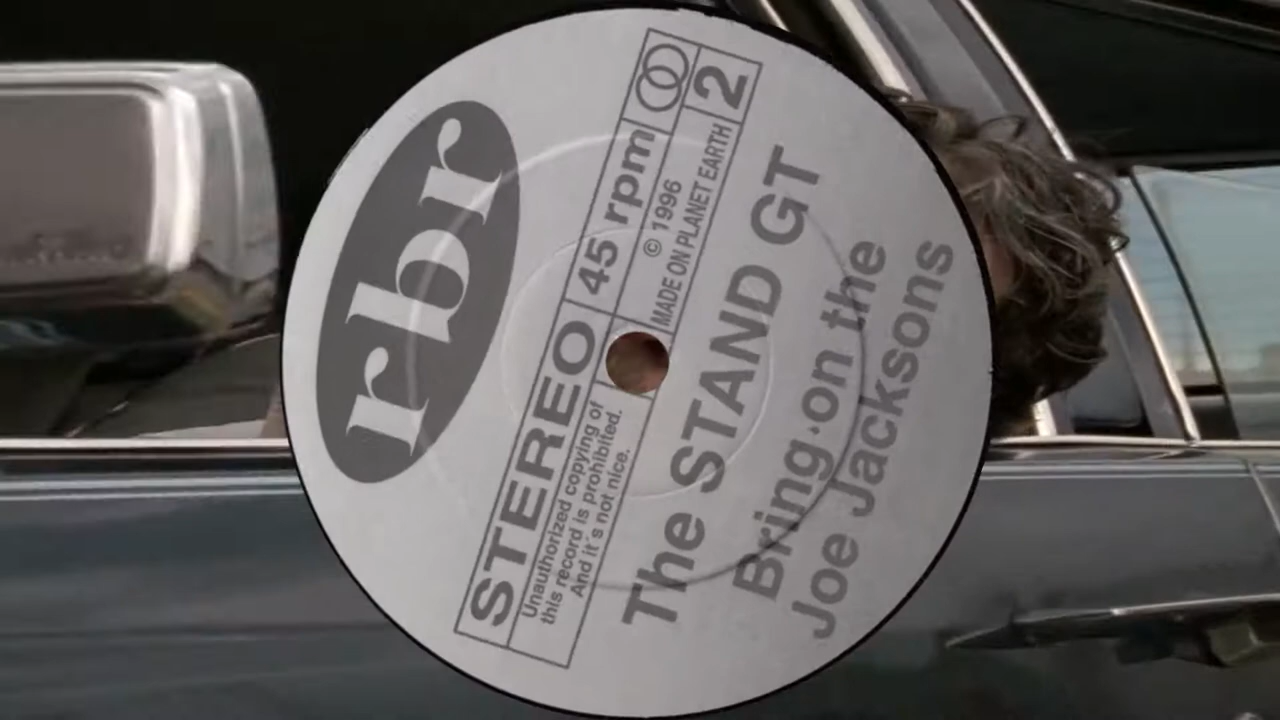 rbr
STEREO
45 rpm
Unauthorized copying of
this record is prohibited.
And it's not nice.
© 1996
MADE ON PLANET EARTH
2
The STAND GT
Bring on the
Joe Jacksons